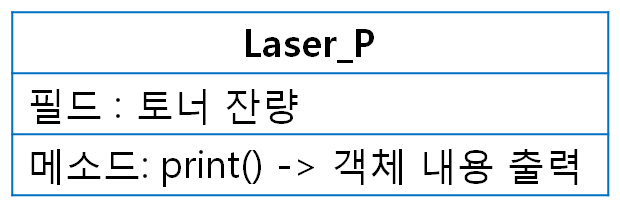 Laser_P
필드 : 토너 잔량
메소드: print() -> 객체 내용 출력